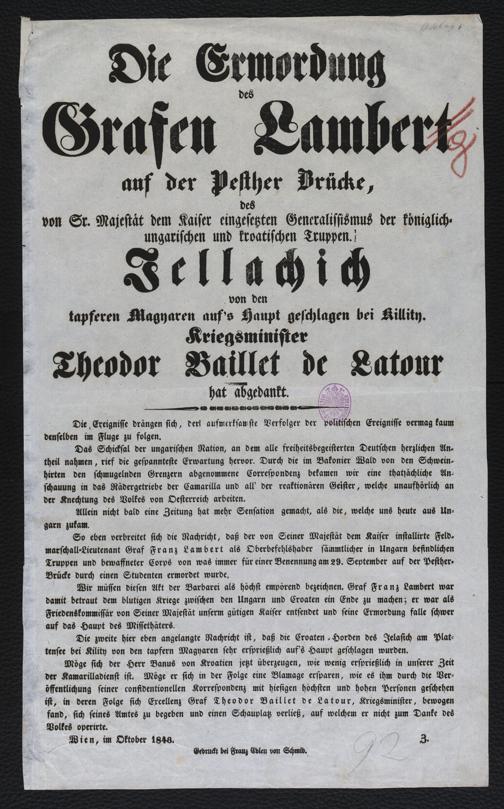 Die Ermordung
des
Grafen Lambert
auf der Pesther Brücke,
des
von Sr. Majestät dem Kaiser eingesetzten Generalissimus der königlich-
ungarischen und kroatischen Truppen.
Jellachich
von den
tapferen Magyaren auf's Haupt geschlagen bei Killity.
Kriegsminister
Theodor Baillet de Latour
hat abgedankt.
Die Ereignisse drängen sich, der aufmerksamste Verfolger der politischen Ereignisse vermag kaum
denselben im Fluge zu folgen.
Das Schicksal der ungarischen Nation, an dem alle freiheitsbegeisterten Deutschen herzlichen An-
theil nahmen, rief die gespannteste Erwartung hervor. Durch die im Bakonier Wald von den Schwein-
hirten den schmugelnden Grenzern abgenommene Correspondenz bekamen wir eine thatsächliche An-
schauung in das Rädergetriebe der Camarilla und all' der reaktionären Geister, welche unaufhörlich an
der Knechtung des Volkes von Oesterreich arbeiten.
Allein nicht bald eine Zeitung hat mehr Sensation gemacht, als die, welche uns heute aus Un-
garn zukam.
So eben verbreitet sich die Nachricht, daß der von Seiner Majestät dem Kaiser installirte Feld-
marschall-Lieutenant Graf Franz Lambert als Oberbefehlshaber sämmtlicher in Ungarn befindlichen
Truppen und bewaffneter Corps von was immer für einer Benennung am 29. September auf der Pesther-
Brücke durch einen Studenten ermordet wurde.
Wir müssen diesen Akt der Barbarei als höchst empörend bezeichnen. Graf Franz Lambert war
damit betraut dem blutigen Kriege zwischen den Ungarn und Croaten ein Ende zu machen; er war als
Friedenskommissär von Seiner Majestät unserm gütigen Kaiser entsendet und seine Ermordung falle schwer
auf das Haupt des Missethäters.
Die zweite hier eben angelangte Nachricht ist, daß die Croaten-Horden des Jelasich am Plat-
tensee bei Kility von den tapfern Magyaren sehr ersprießlich auf's Haupt geschlagen wurden.
Möge sich der Herr Banus von Kroatien jetzt überzeugen, wie wenig ersprießlich in unserer Zeit
der Kamarilladienst ist. Möge er sich in der Folge eine Blamage ersparen, wie es ihm durch die Ver-
öffentlichung seiner confidentionellen Korrespondenz mit hiesigen höchsten und hohen Personen geschehen
ist, in deren Folge sich Excellenz Graf Theodor Baillet de Latour, Kriegsminister, bewogen
fand, sich seines Amtes zu begeben und einen Schauplatz verließ, auf welchem er nicht zum Danke des
Volkes operirte.
Wien, im Oktober 1848.
3.
Gedruckt bei Franz Edlen von Schmid.
92